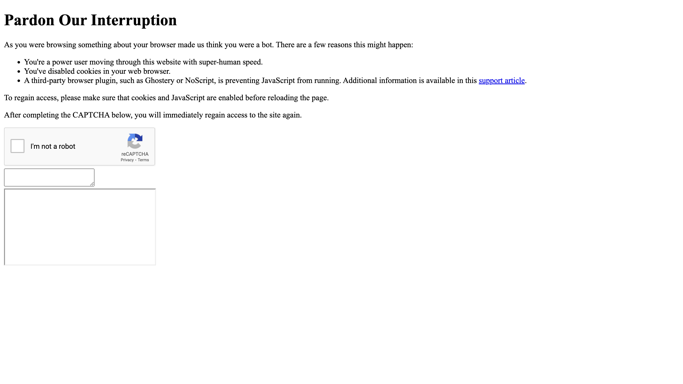 Pardon Our Interruption
As you were browsing something about your browser made us think you were a bot. There are a few reasons this might happen:
• You're a power user moving through this website with super-human speed.
• You've disabled cookies in your web browser.
• A third-party browser plugin, such as Ghostery or NoScript, is preventing JavaScript from running. Additional information is available in this support article.
To regain access, please make sure that cookies and JavaScript are enabled before reloading the page.
After completing the CAPTCHA below, you will immediately regain access to the site again.
I'm not a robot
reCAPTCHA
Privacy - Terms